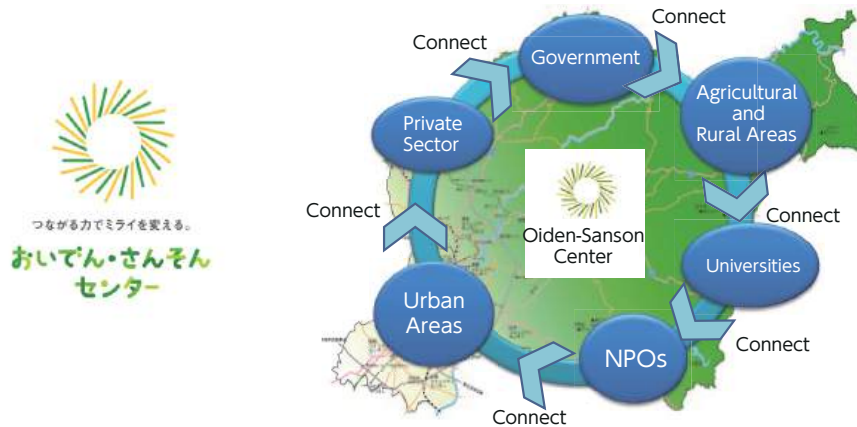 つながる力でミライを変える。
おいでん・さんそん
センター
Connect
Government
Connect
Agricultural
and
Rural Areas
Private
Sector
Connect
Oiden-Sanson
Center
Connect
Universities
Urban
Areas
Connect
NPOs
Connect